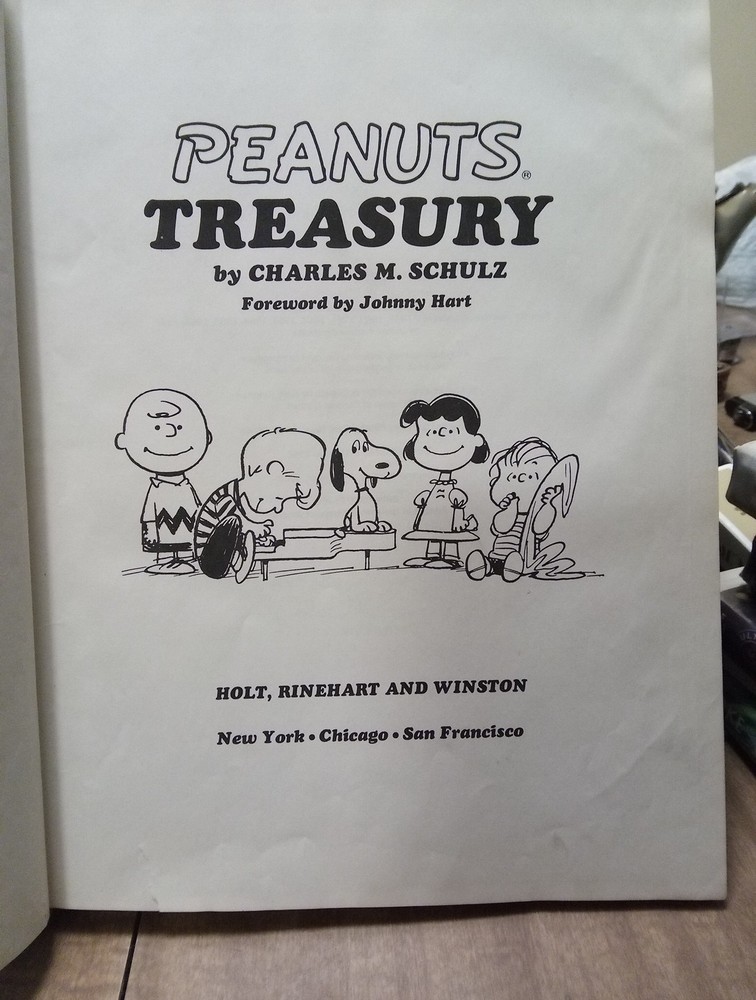 PEANUTS®
TREASURY
by CHARLES M. SCHULZ
Foreword by Johnny Hart
HOLT, RINEHART AND WINSTON
New York • Chicago • San Francisco